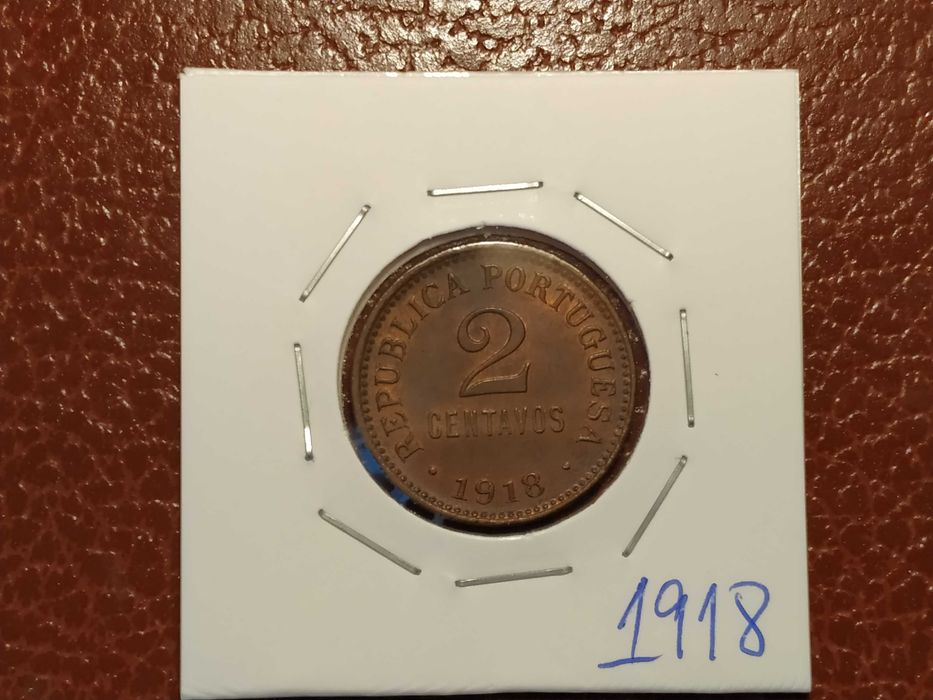 REPUBLICA PORTUGUESA
2
CENTAVOS
• 1918 •
1918